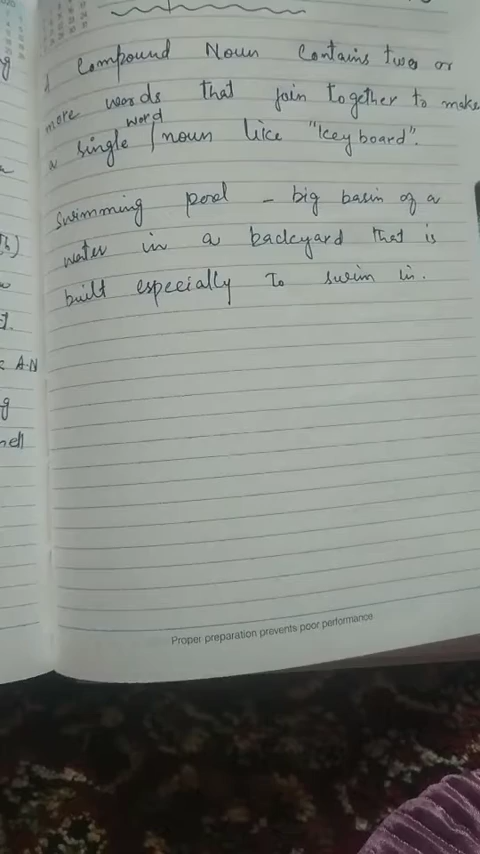 A Compound Noun Contains two or
more words that join together to make
word
a single / noun like "keyboard".
swimming pool - big basin of a
water in a backyard that is
built especially To swim in.
A.N
Proper preparation prevents poor performance